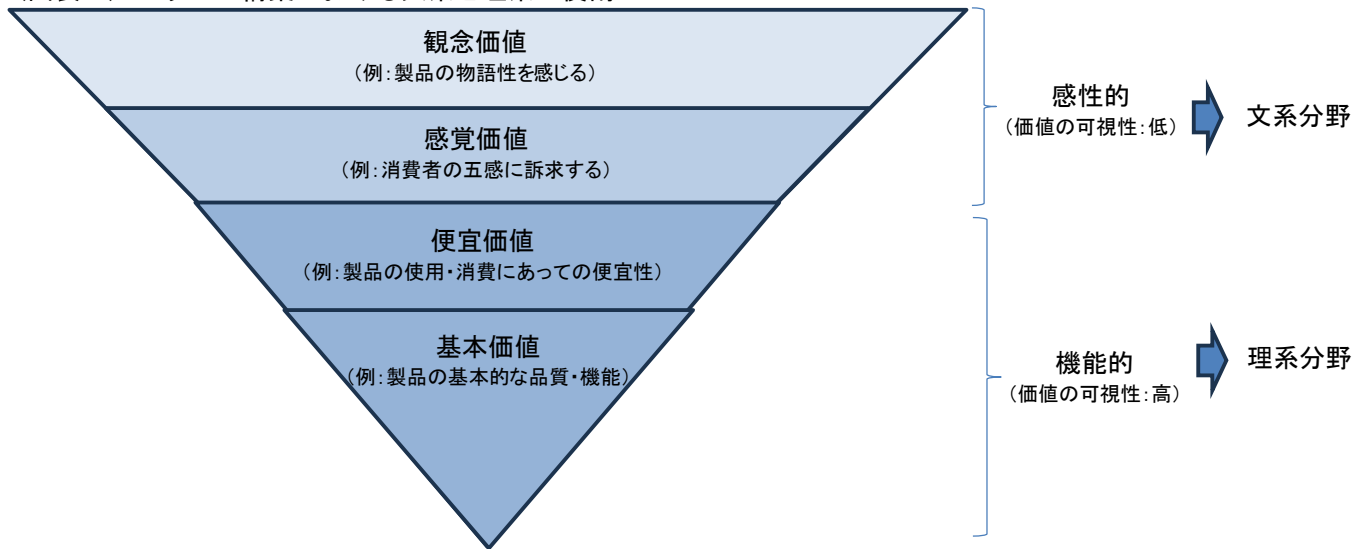 観念価値
(例:製品の物語性を感じる)
感覚価値
(例:消費者の五感に訴求する)
便宜価値
(例:製品の使用・消費にあっての便宜性)
基本価値
(例:製品の基本的な品質・機能)
感性的
(価値の可視性:低)
文系分野
機能的
(価値の可視性:高)
理系分野